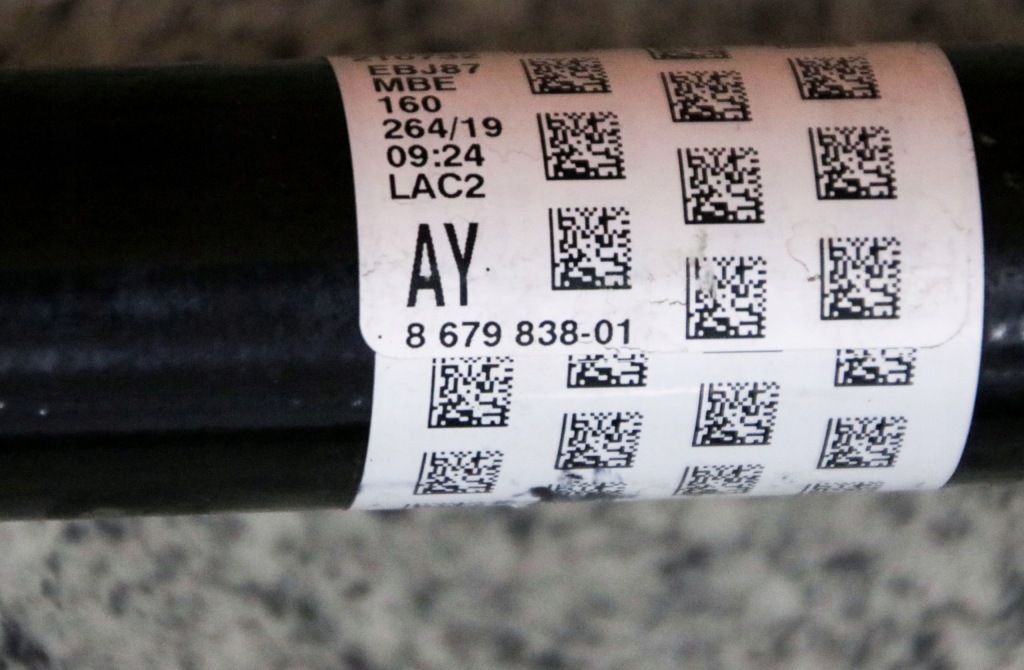 EBJ87
MBE
160
264/19
09:24
LAC2
AY
8 679 838-01